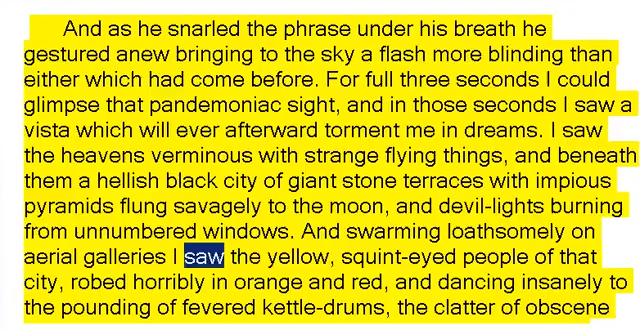 And as he snarled the phrase under his breath he
gestured anew bringing to the sky a flash more blinding than
either which had come before. For full three seconds I could
glimpse that pandemoniac sight, and in those seconds I saw a
vista which will ever afterward torment me in dreams. I saw
the heavens verminous with strange flying things, and beneath
them a hellish black city of giant stone terraces with impious
pyramids flung savagely to the moon, and devil-lights burning
from unnumbered windows. And swarming loathsomely on
aerial galleries I saw the yellow, squint-eyed people of that
city, robed horribly in orange and red, and dancing insanely to
the pounding of fevered kettle-drums, the clatter of obscene